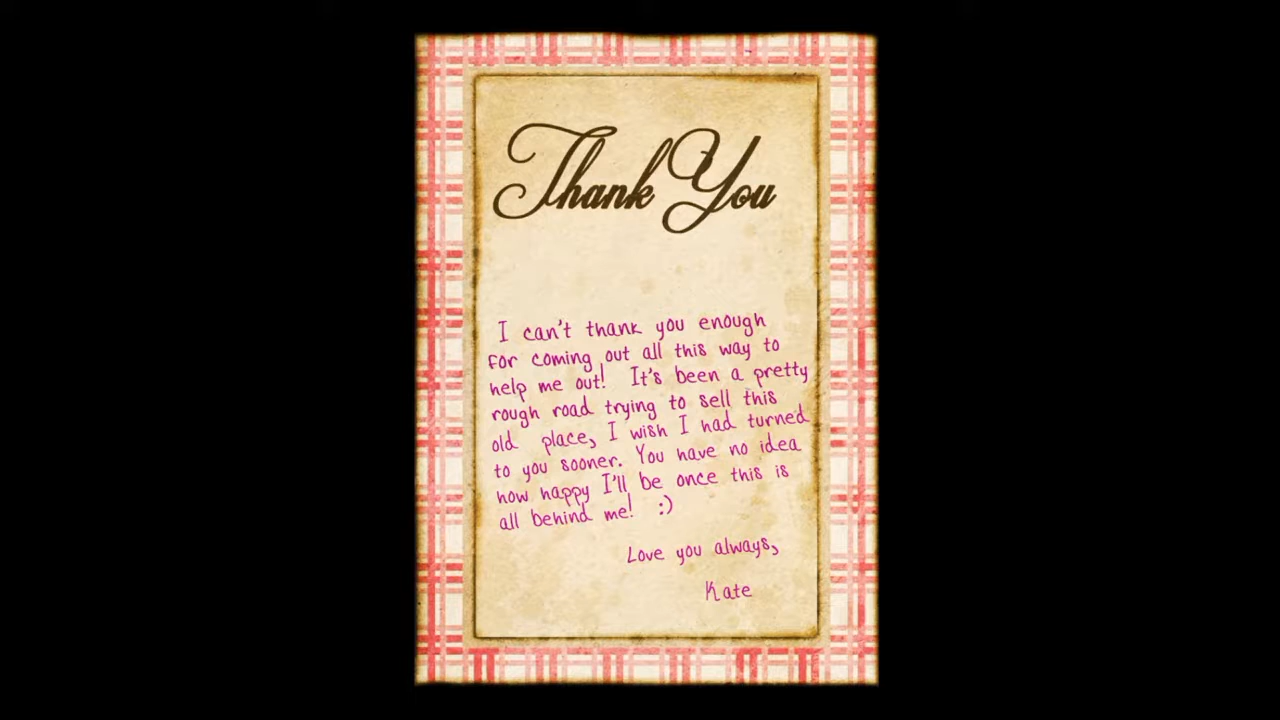 Thank You
I can't thank you enough
for coming out all this way to
help me out! It's been a pretty
rough road trying to sell this
old place, I wish I had turned
to you sooner. You have no idea
how happy I'll be once this is
all behind me! :)
Love you always,
Kate